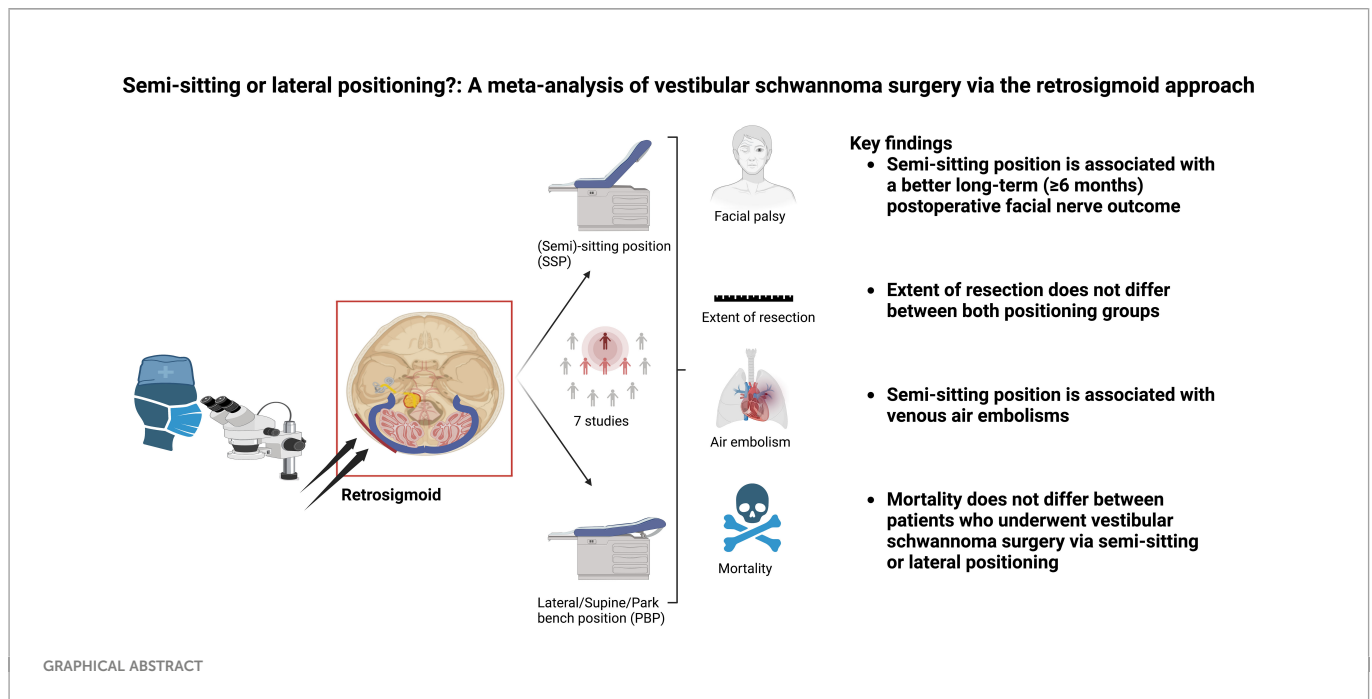 Semi-sitting or lateral positioning?: A meta-analysis of vestibular schwannoma surgery via the retrosigmoid approach
Retrosigmoid
(Semi)-sitting position
(SSP)
7 studies
Lateral/Supine/Park
bench position (PBP)
Facial palsy
Extent of resection
Air embolism
Mortality
Key findings
• Semi-sitting position is associated with
a better long-term (≥6 months)
postoperative facial nerve outcome
• Extent of resection does not differ
between both positioning groups
• Semi-sitting position is associated with
venous air embolisms
• Mortality does not differ between
patients who underwent vestibular
schwannoma surgery via semi-sitting
or lateral positioning
GRAPHICAL ABSTRACT